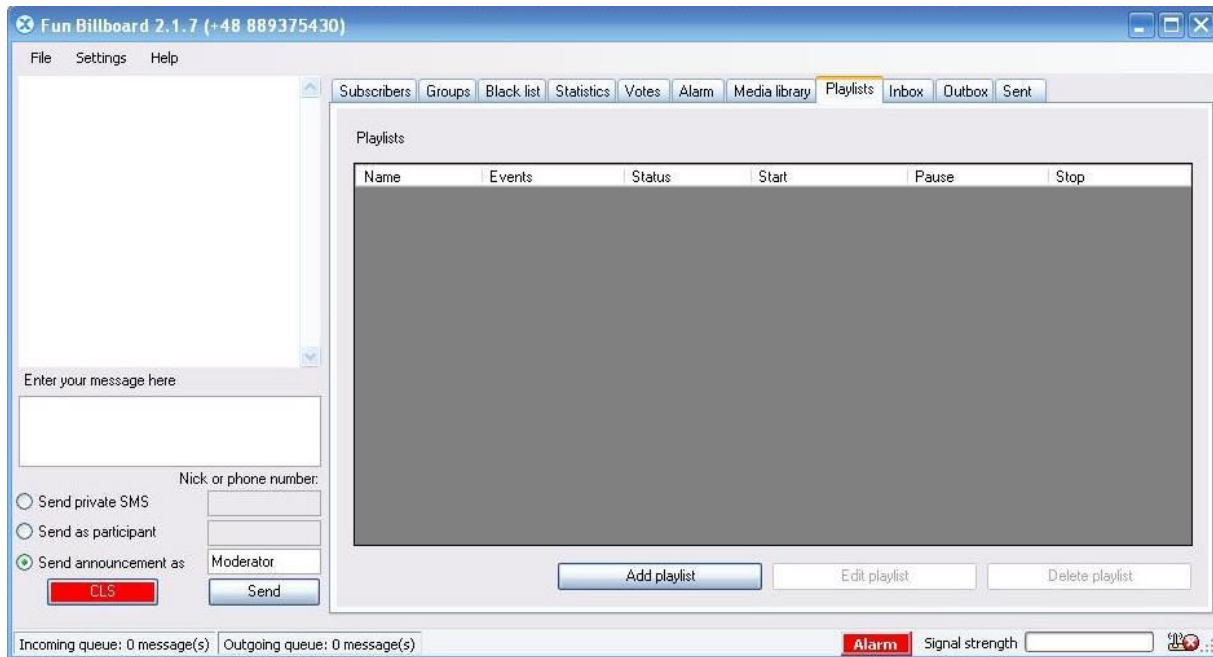 Fun Billboard 2.1.7 (+48 889375430)
File Settings Help
Subscribers Groups Black list Statistics Votes Alarm Media library Playlists Inbox Outbox Sent
Playlists
Name Events Status Start Pause Stop
Enter your message here
Nick or phone number:
Send private SMS
Send as participant
Send announcement as Moderator
CLS Send
Add playlist Edit playlist Delete playlist
Incoming queue: 0 message(s) Outgoing queue: 0 message(s) Alarm Signal strength